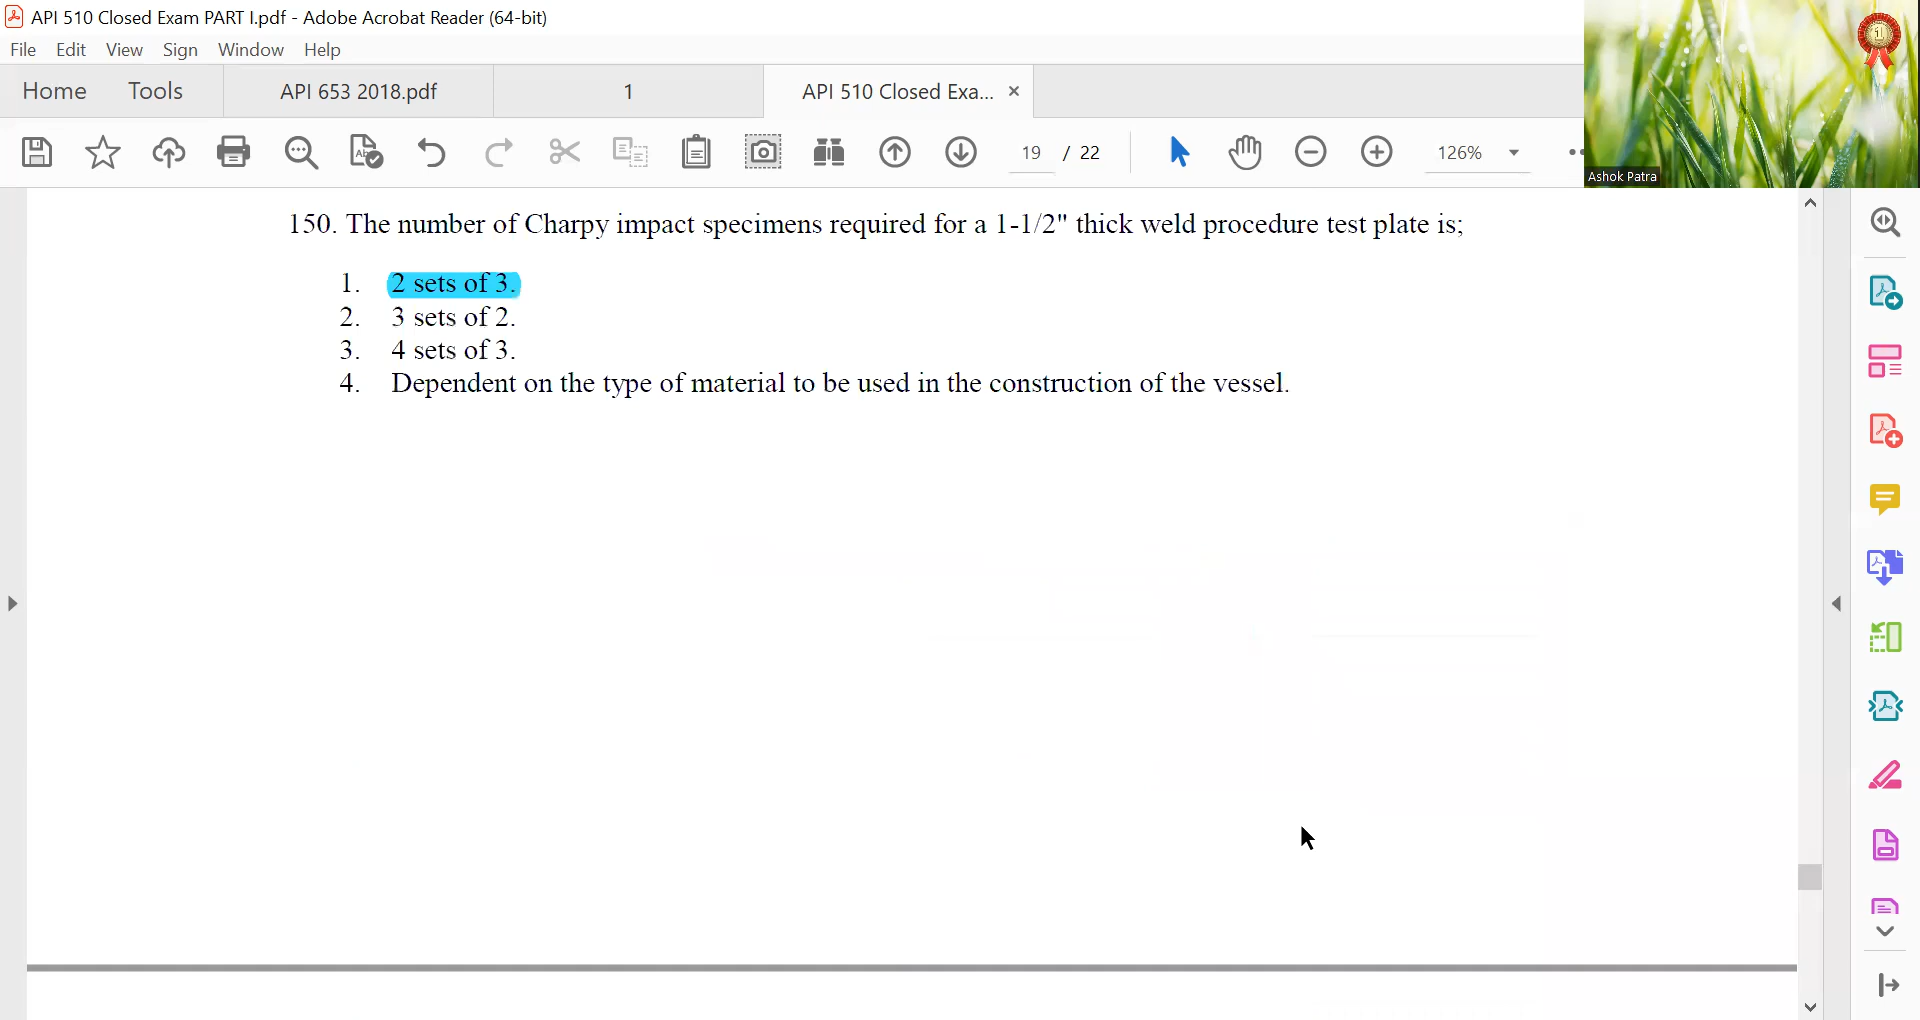 API 510 Closed Exam PART I.pdf - Adobe Acrobat Reader (64-bit)
File Edit View Sign Window Help
Home Tools API 653 2018.pdf 1 API 510 Closed Exa... ×
19 / 22 126%
1
Ashok Patra
150. The number of Charpy impact specimens required for a 1-1/2" thick weld procedure test plate is;
1. 2 sets of 3.
2. 3 sets of 2.
3. 4 sets of 3.
4. Dependent on the type of material to be used in the construction of the vessel.